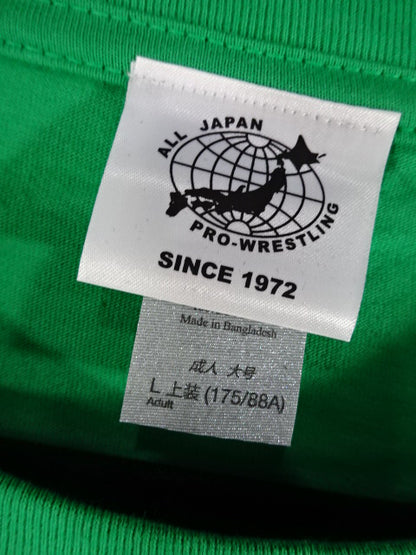 ALL JAPAN
PRO-WRESTLING
SINCE 1972
Made in Bangladesh
成人 大号
L 上装 (175/88A)
Adult